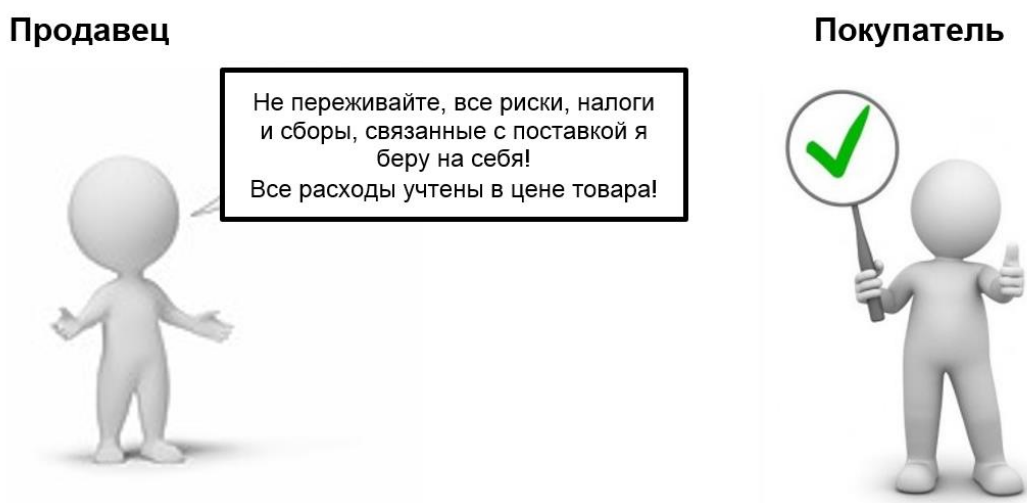 Продавец
Покупатель
Не переживайте, все риски, налоги
и сборы, связанные с поставкой я
беру на себя!
Все расходы учтены в цене товара!